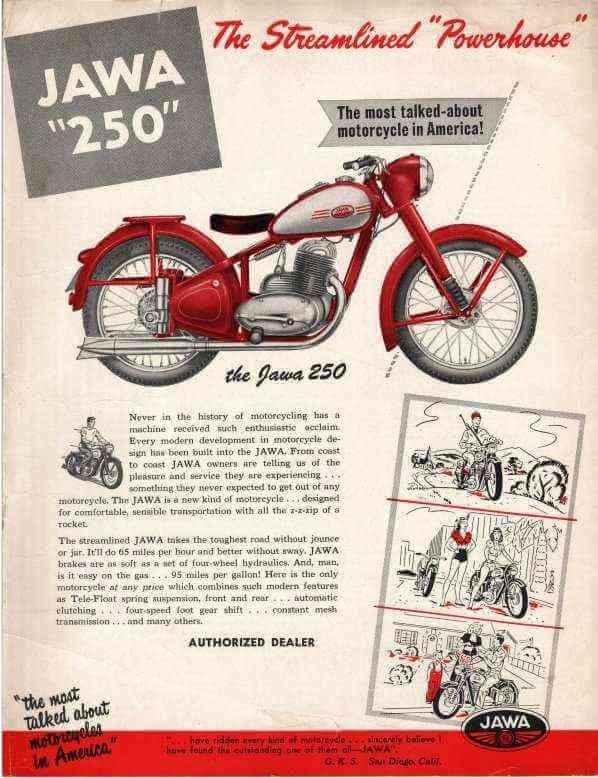 The Streamlined "Powerhouse"
JAWA
"250"
The most talked-about
motorcycle in America!
JAWA
the Jawa 250
Never in the history of motorcycling has a
machine received such enthusiastic acclaim.
Every modern development in motorcycle de-
sign has been built into the JAWA. From coast
to coast JAWA owners are telling us of the
pleasure and service they are experiencing . . .
something they never expected to get out of any
motorcycle. The JAWA is a new kind of motorcycle . . . designed
for comfortable, sensible transportation with all the z-z-zip of a
rocket.
The streamlined JAWA takes the toughest road without jounce
or jar. It'll do 65 miles per hour and better without sway. JAWA
brakes are as soft as a set of four-wheel hydraulics. And, man,
is it easy on the gas . . . 95 miles per gallon! Here is the only
motorcycle at any price which combines such modern features
as Tele-Float spring suspension, front and rear . . . automatic
clutching . . . four-speed foot gear shift . . . constant mesh
transmission . . . and many others.
AUTHORIZED DEALER
"the most
talked about
motorcycles
in America"
JAWA
". . . have ridden every kind of motorcycle . . . sincerely believe I
have found the outstanding one of them all—JAWA".
G. K. S. San Diego, Calif.